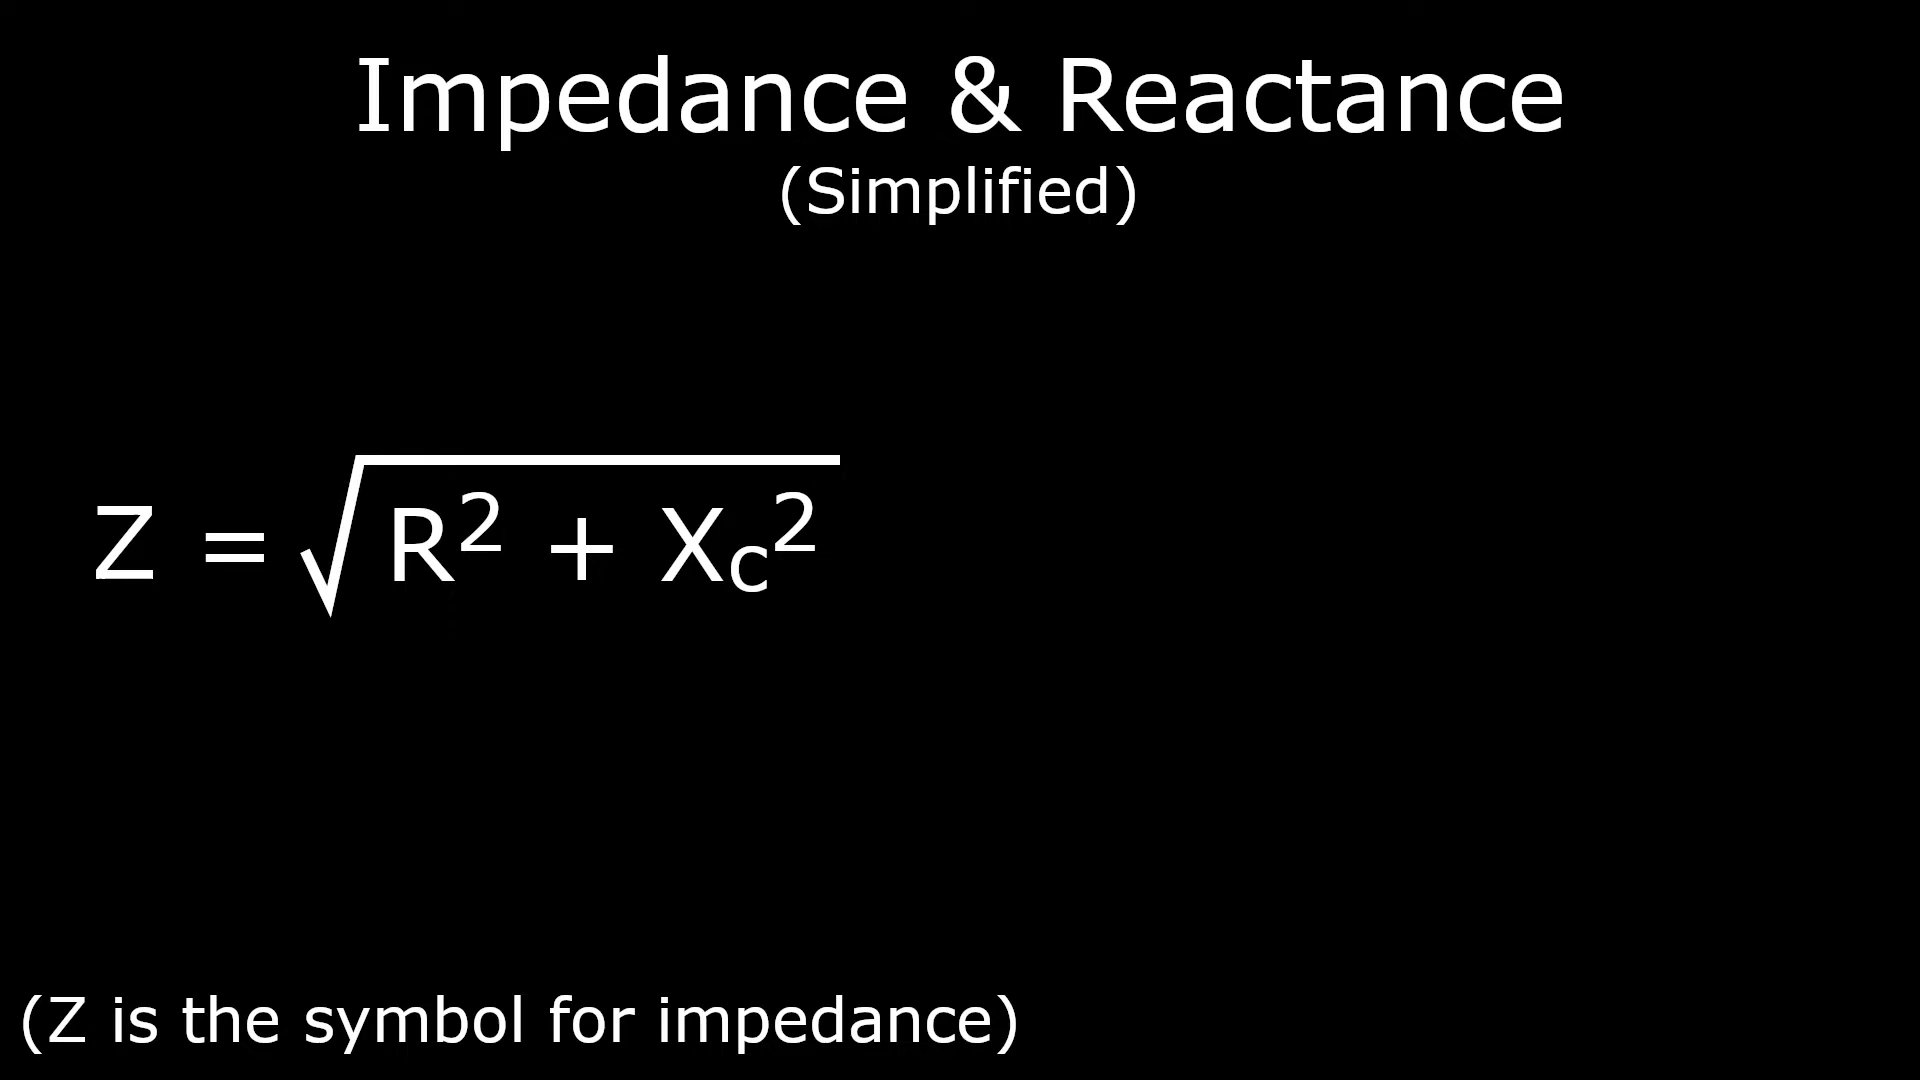 Impedance & Reactance
(Simplified)
Z = √R² + Xc²
(Z is the symbol for impedance)